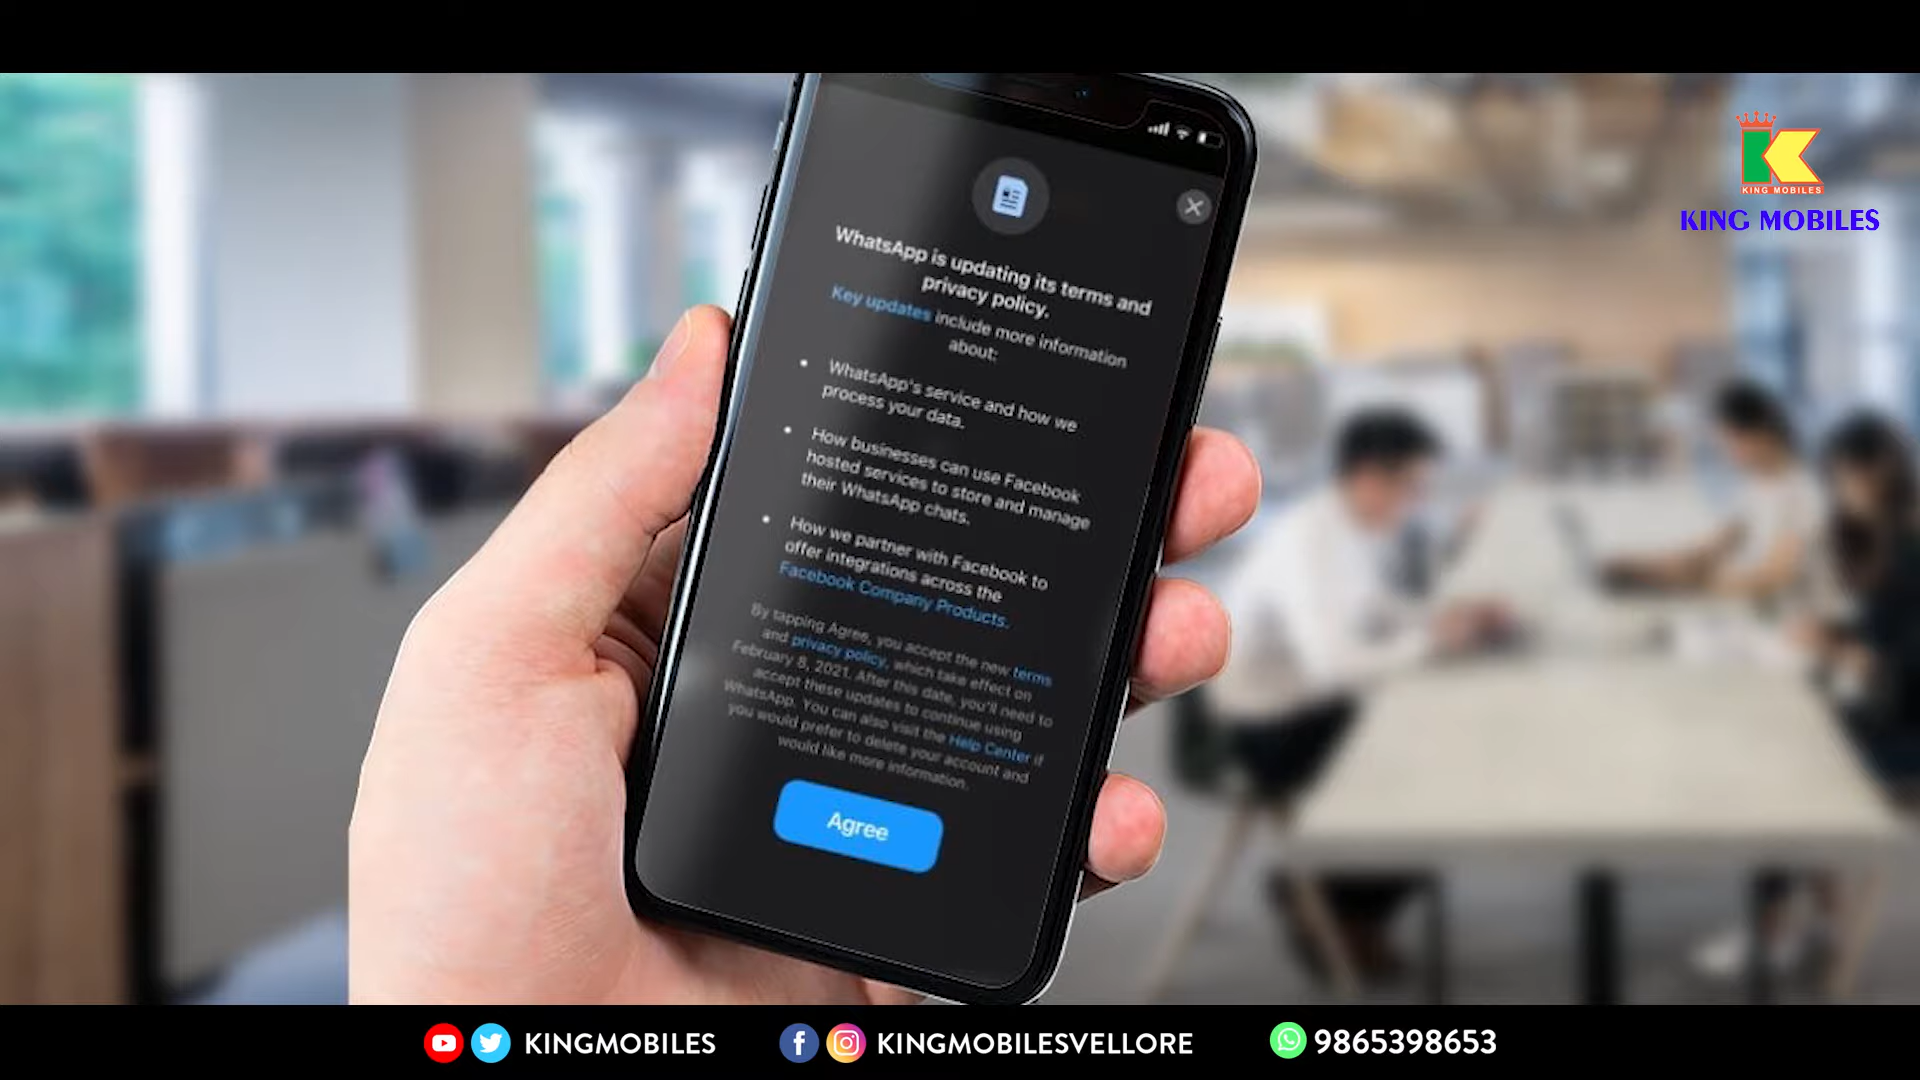 KING MOBILES
KING MOBILES
WhatsApp is updating its terms and
privacy policy.
Key updates include more information
about:
• WhatsApp's service and how we
process your data.
• How businesses can use Facebook
hosted services to store and manage
their WhatsApp chats.
• How we partner with Facebook to
offer integrations across the
Facebook Company Products.
By tapping Agree, you accept the new terms
and privacy policy, which take effect on
February 8, 2021. After this date, you'll need to
accept these updates to continue using
WhatsApp. You can also visit the Help Center if
you would prefer to delete your account and
would like more information.
Agree
KINGMOBILES
KINGMOBILESVELLORE
9865398653